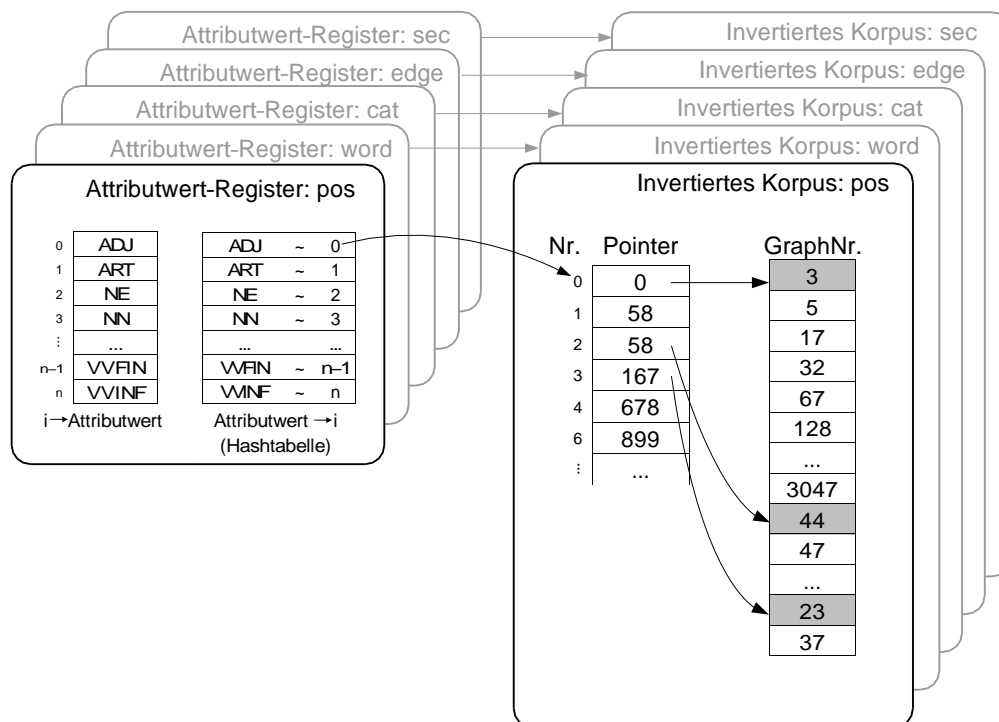 Attributwert-Register: sec
Attributwert-Register: edge
Attributwert-Register: cat
Attributwert-Register: word
Attributwert-Register: pos
0 ADJ
1 ART
2 NE
3 NN
⋮ ...
n–1 VVFIN
n VVINF
i→Attributwert
ADJ ~ 0
ART ~ 1
NE ~ 2
NN ~ 3
... ...
VVFIN ~ n–1
VVINF ~ n
Attributwert →i
(Hashtabelle)
Invertiertes Korpus: sec
Invertiertes Korpus: edge
Invertiertes Korpus: cat
Invertiertes Korpus: word
Invertiertes Korpus: pos
Nr. Pointer
0 0
1 58
2 58
3 167
4 678
6 899
⋮ ...
GraphNr.
3
5
17
32
67
128
...
3047
44
47
...
23
37